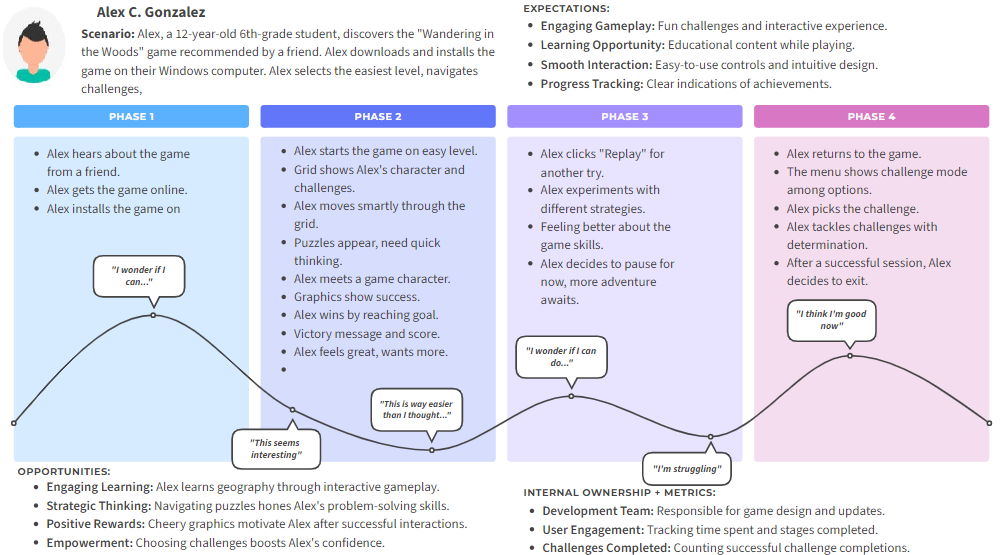 Alex C. Gonzalez
Scenario: Alex, a 12-year-old 6th-grade student, discovers the "Wandering in
the Woods" game recommended by a friend. Alex downloads and installs the
game on their Windows computer. Alex selects the easiest level, navigates
challenges,
EXPECTATIONS:
• Engaging Gameplay: Fun challenges and interactive experience.
• Learning Opportunity: Educational content while playing.
• Smooth Interaction: Easy-to-use controls and intuitive design.
• Progress Tracking: Clear indications of achievements.
PHASE 1
• Alex hears about the game
from a friend.
• Alex gets the game online.
• Alex installs the game on
"I wonder if I
can..."
PHASE 2
• Alex starts the game on easy level.
• Grid shows Alex's character and
challenges.
• Alex moves smartly through the
grid.
• Puzzles appear, need quick
thinking.
• Alex meets a game character.
• Graphics show success.
• Alex wins by reaching goal.
• Victory message and score.
• Alex feels great, wants more.
•
"This seems
interesting"
"This is way easier
than I thought..."
PHASE 3
• Alex clicks "Replay" for
another try.
• Alex experiments with
different strategies.
• Feeling better about the
game skills.
• Alex decides to pause for
now, more adventure
awaits.
"I wonder if I can
do..."
"I'm struggling"
PHASE 4
• Alex returns to the game.
• The menu shows challenge mode
among options.
• Alex picks the challenge.
• Alex tackles challenges with
determination.
• After a successful session, Alex
decides to exit.
"I think I'm good
now"
OPPORTUNITIES:
• Engaging Learning: Alex learns geography through interactive gameplay.
• Strategic Thinking: Navigating puzzles hones Alex's problem-solving skills.
• Positive Rewards: Cheery graphics motivate Alex after successful interactions.
• Empowerment: Choosing challenges boosts Alex's confidence.
INTERNAL OWNERSHIP + METRICS:
• Development Team: Responsible for game design and updates.
• User Engagement: Tracking time spent and stages completed.
• Challenges Completed: Counting successful challenge completions.